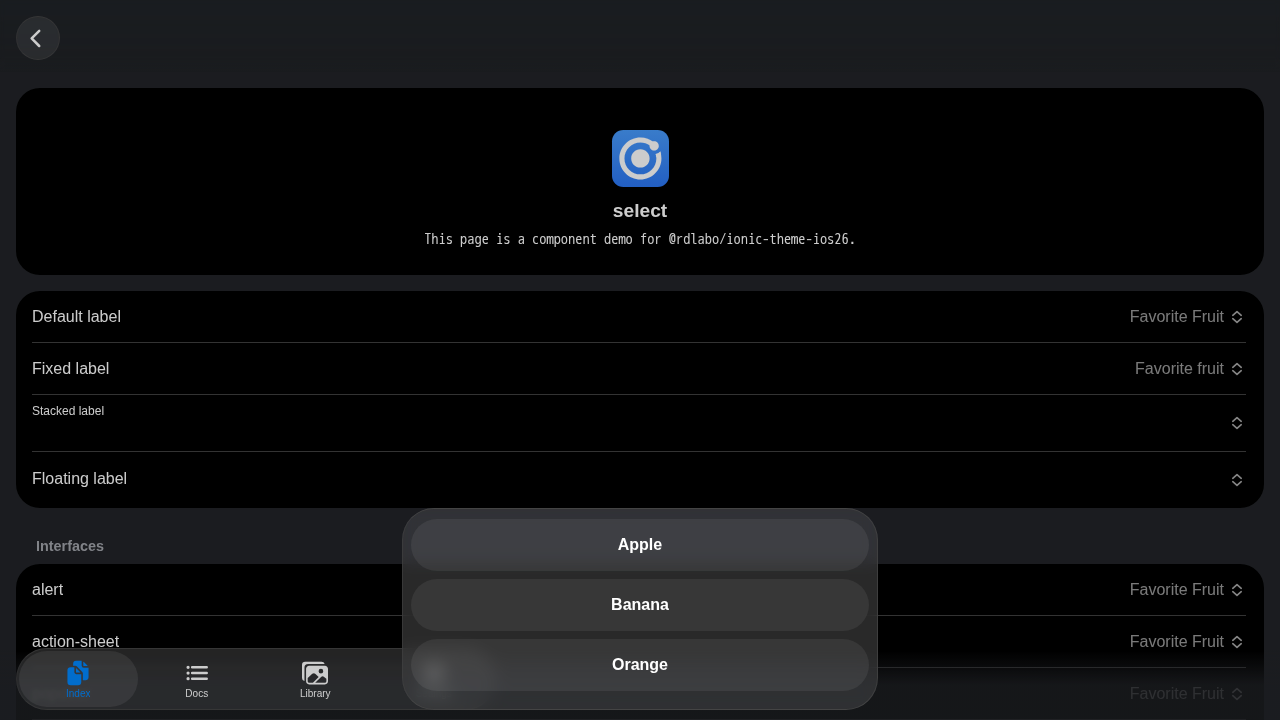 select
This page is a component demo for @rdlabo/ionic-theme-ios26.
Default label Favorite Fruit
Fixed label Favorite fruit
Stacked label
Floating label
Interfaces
alert Favorite Fruit
action-sheet Favorite Fruit
Favorite Fruit
Apple
Banana
Orange
Index Docs Library